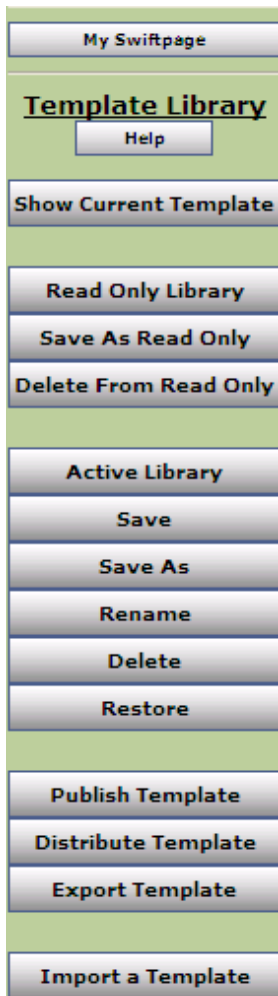 My Swiftpage
Template Library
Help
Show Current Template
Read Only Library
Save As Read Only
Delete From Read Only
Active Library
Save
Save As
Rename
Delete
Restore
Publish Template
Distribute Template
Export Template
Import a Template